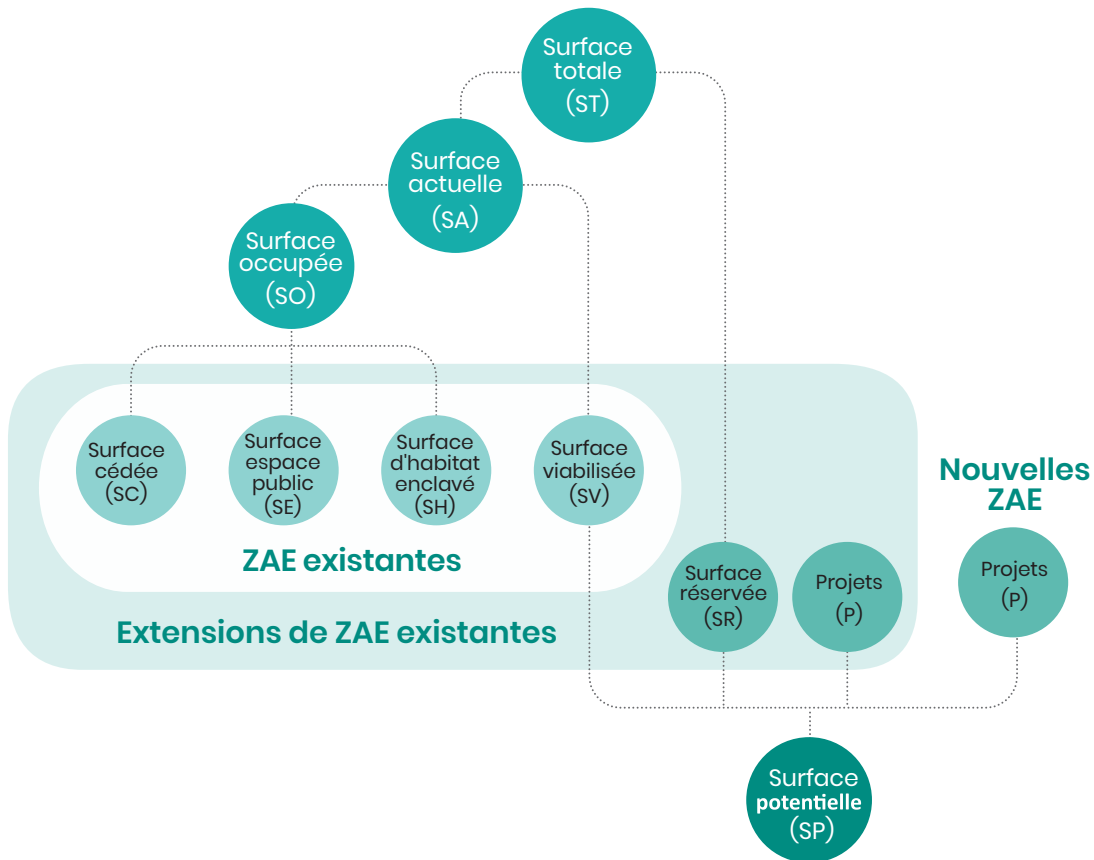 Surface
totale
(ST)
Surface
actuelle
(SA)
Surface
occupée
(SO)
Surface
cédée
(SC)
Surface
espace
public
(SE)
Surface
d'habitat
enclavé
(SH)
Surface
viabilisée
(SV)
ZAE existantes
Extensions de ZAE existantes
Surface
réservée
(SR)
Projets
(P)
Nouvelles
ZAE
Projets
(P)
Surface
potentielle
(SP)